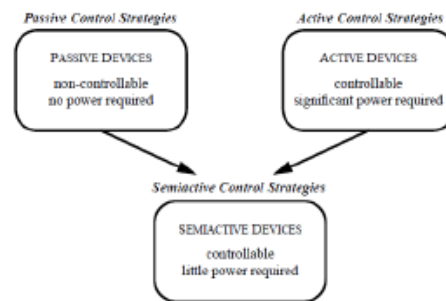 Passive Control Strategies
PASSIVE DEVICES
non-controllable
no power required
Active Control Strategies
ACTIVE DEVICES
controllable
significant power required
Semiactive Control Strategies
SEMIACTIVE DEVICES
controllable
little power required